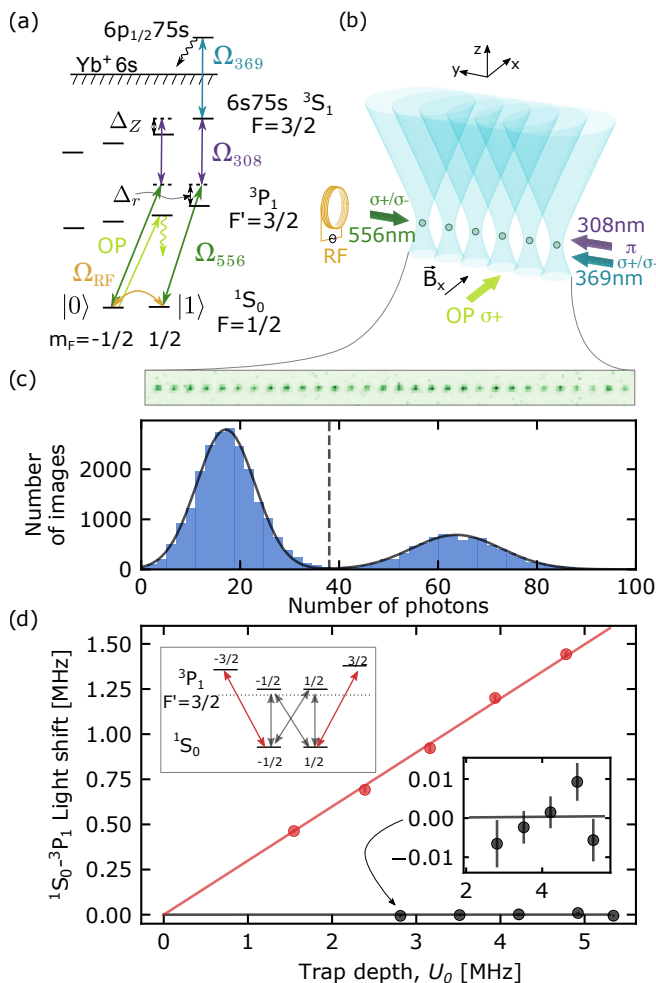 (a)
6p₁/₂75s
Yb⁺ 6s
Ω₃₆₉
6s75s ³S₁
F=3/2
Δ_Z
Ω₃₀₈
Δᵣ
³P₁
F'=3/2
OP
Ω₅₅₆
Ω_RF
|0⟩
|1⟩
¹S₀
F=1/2
m_F=-1/2
1/2
(b)
z
y
x
σ+/σ-
556nm
RF
308nm
π
σ+/σ-
369nm
B⃗ₓ
OP σ+
(c)
Number
of images
2000
1000
0
0 20 40 60 80 100
Number of photons
(d)
¹S₀-³P₁ Light shift [MHz]
1.50
1.25
1.00
0.75
0.50
0.25
0.00
-3/2
-1/2
1/2
3/2
³P₁
F'=3/2
¹S₀
-1/2
1/2
0.01
0.00
−0.01
2 4
0 1 2 3 4 5
Trap depth, U₀ [MHz]